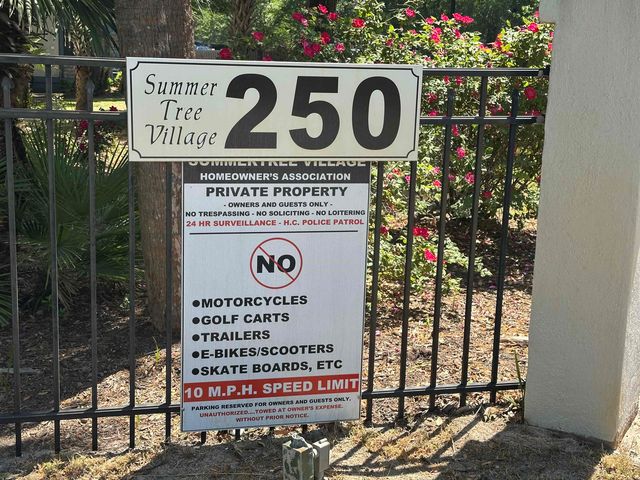 Summer
Tree
Village
250
SUMMERTREE VILLAGE
HOMEOWNER'S ASSOCIATION
PRIVATE PROPERTY
- OWNERS AND GUESTS ONLY -
NO TRESPASSING - NO SOLICITING - NO LOITERING
24 HR SURVEILLANCE - H.C. POLICE PATROL
NO
●MOTORCYCLES
●GOLF CARTS
●TRAILERS
●E-BIKES/SCOOTERS
●SKATE BOARDS, ETC
10 M.P.H. SPEED LIMIT
PARKING RESERVED FOR OWNERS AND GUESTS ONLY.
UNAUTHORIZED....TOWED AT OWNER'S EXPENSE.
WITHOUT PRIOR NOTICE.